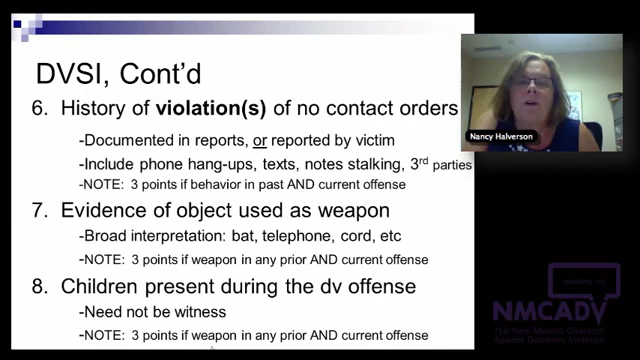 DVSI, Cont'd
6. History of violation(s) of no contact orders
-Documented in reports, or reported by victim
-Include phone hang-ups, texts, notes stalking, 3rd parties
-NOTE: 3 points if behavior in past AND current offense
7. Evidence of object used as weapon
-Broad interpretation: bat, telephone, cord, etc
-NOTE: 3 points if weapon in any prior AND current offense
8. Children present during the dv offense
-Need not be witness
-NOTE: 3 points if weapon in any prior AND current offense
Nancy Halverson
NMCADV
The New Mexico Coalition
Against Domestic Violence